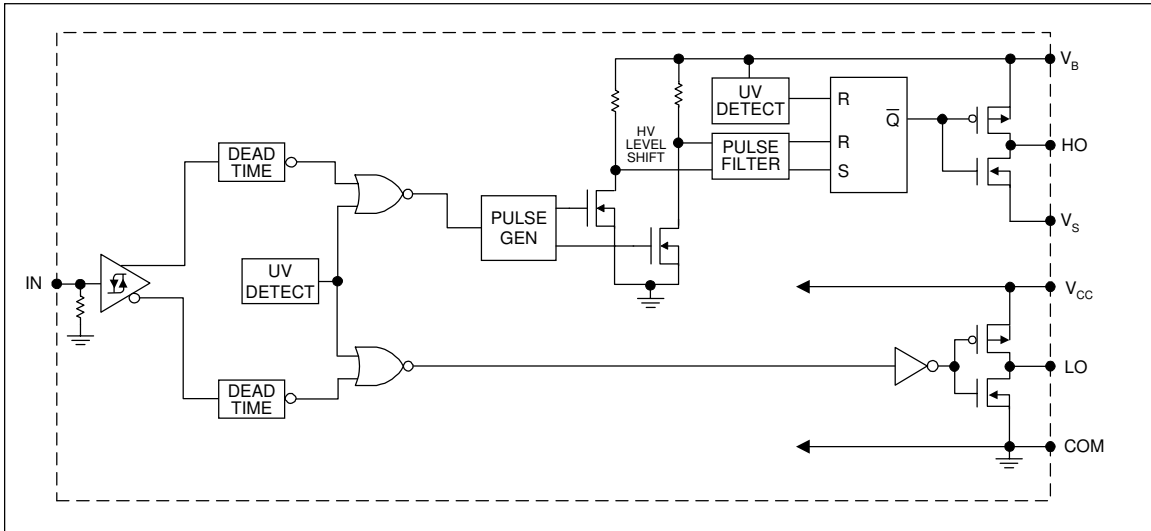 V_B
UV
DETECT
R
Q̅
HV
LEVEL
SHIFT
PULSE
FILTER
R
S
HO
DEAD
TIME
PULSE
GEN
V_S
UV
DETECT
IN
V_CC
LO
DEAD
TIME
COM